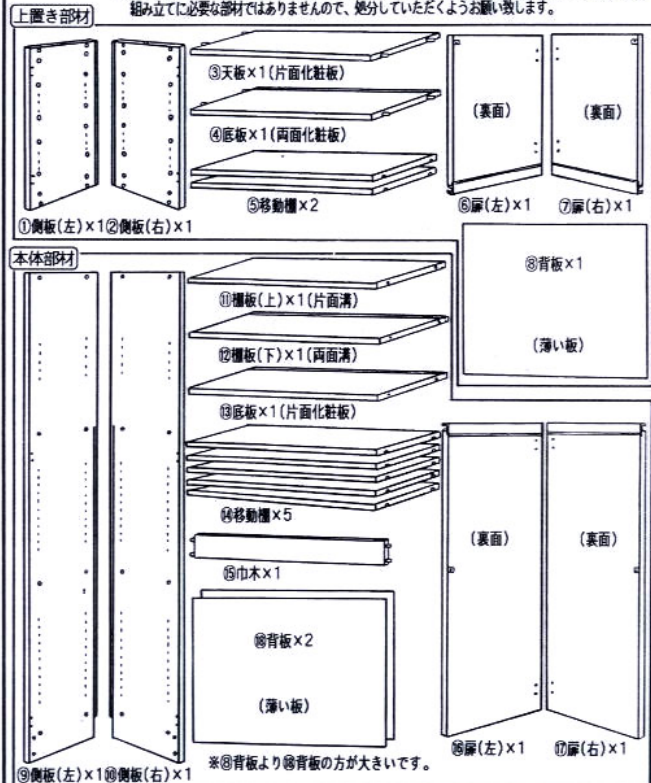 組み立てに必要な部材ではありませんので、処分していただくようお願い致します。
上置き部材
③天板×1(片面化粧板)
④底板×1(両面化粧板)
⑤移動棚×2
①側板(左)×1
②側板(右)×1
(裏面)
(裏面)
⑥扉(左)×1
⑦扉(右)×1
⑧背板×1
(薄い板)
本体部材
⑪棚板(上)×1(片面溝)
⑫棚板(下)×1(両面溝)
⑬底板×1(片面化粧板)
⑭移動棚×5
⑮巾木×1
⑱背板×2
(薄い板)
(裏面)
(裏面)
⑨側板(左)×1
⑩側板(右)×1
※⑧背板より⑱背板の方が大きいです。
⑯扉(左)×1
⑰扉(右)×1